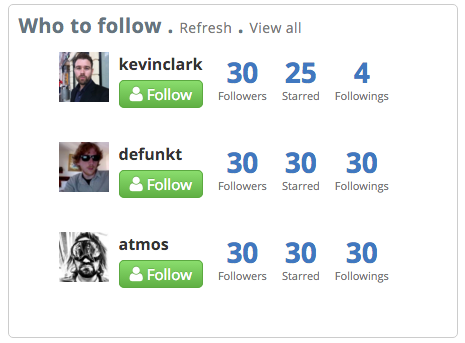 Who to follow . Refresh . View all
kevinclark
Follow
30 25 4
Followers Starred Followings
defunkt
Follow
30 30 30
Followers Starred Followings
atmos
Follow
30 30 30
Followers Starred Followings